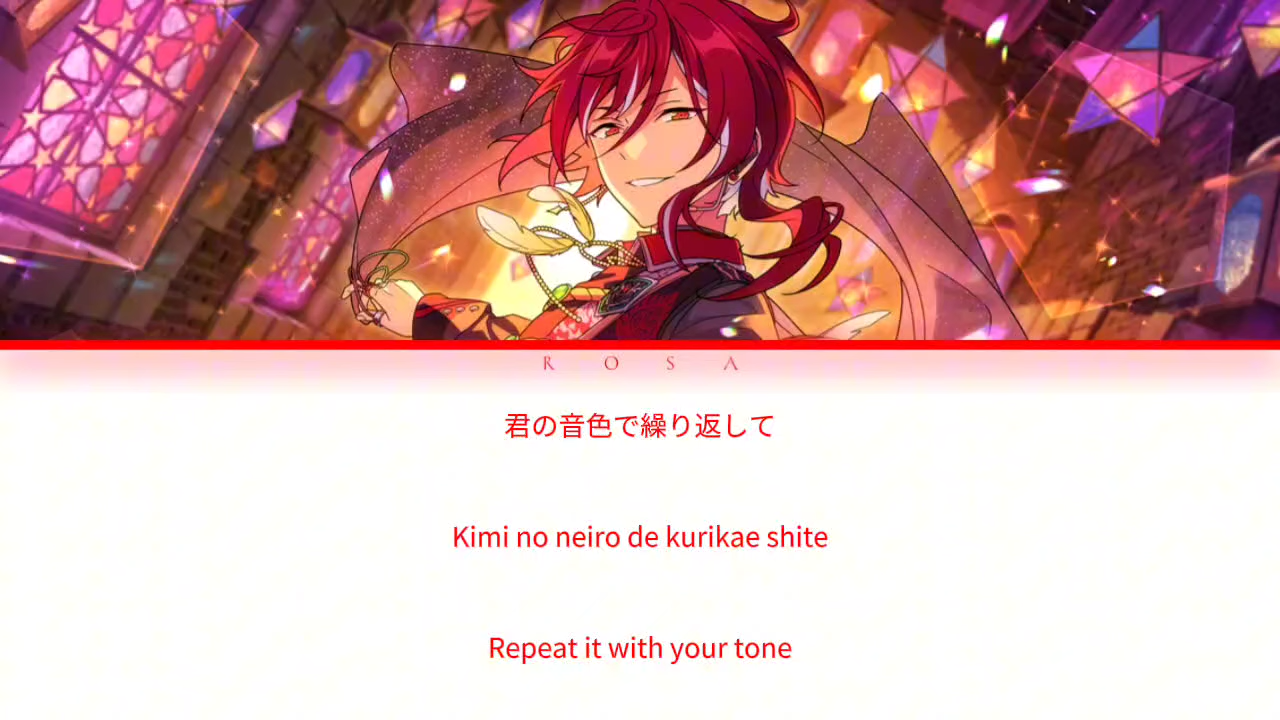 R O S A
君の音色で繰り返して
Kimi no neiro de kurikae shite
Repeat it with your tone